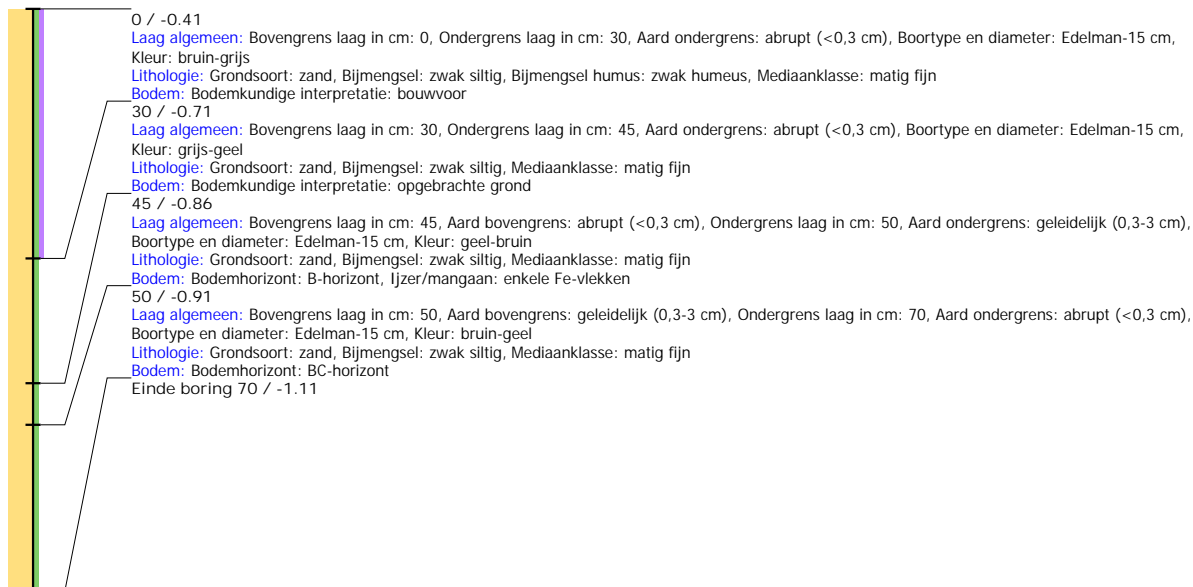 0 / -0.41
Laag algemeen: Bovengrens laag in cm: 0, Ondergrens laag in cm: 30, Aard ondergrens: abrupt (<0,3 cm), Boortype en diameter: Edelman-15 cm,
Kleur: bruin-grijs
Lithologie: Grondsoort: zand, Bijmengsel: zwak siltig, Bijmengsel humus: zwak humeus, Mediaanklasse: matig fijn
Bodem: Bodemkundige interpretatie: bouwvoor
30 / -0.71
Laag algemeen: Bovengrens laag in cm: 30, Ondergrens laag in cm: 45, Aard ondergrens: abrupt (<0,3 cm), Boortype en diameter: Edelman-15 cm,
Kleur: grijs-geel
Lithologie: Grondsoort: zand, Bijmengsel: zwak siltig, Mediaanklasse: matig fijn
Bodem: Bodemkundige interpretatie: opgebrachte grond
45 / -0.86
Laag algemeen: Bovengrens laag in cm: 45, Aard bovengrens: abrupt (<0,3 cm), Ondergrens laag in cm: 50, Aard ondergrens: geleidelijk (0,3-3 cm),
Boortype en diameter: Edelman-15 cm, Kleur: geel-bruin
Lithologie: Grondsoort: zand, Bijmengsel: zwak siltig, Mediaanklasse: matig fijn
Bodem: Bodemhorizont: B-horizont, Ijzer/mangaan: enkele Fe-vlekken
50 / -0.91
Laag algemeen: Bovengrens laag in cm: 50, Aard bovengrens: geleidelijk (0,3-3 cm), Ondergrens laag in cm: 70, Aard ondergrens: abrupt (<0,3 cm),
Boortype en diameter: Edelman-15 cm, Kleur: bruin-geel
Lithologie: Grondsoort: zand, Bijmengsel: zwak siltig, Mediaanklasse: matig fijn
Bodem: Bodemhorizont: BC-horizont
Einde boring 70 / -1.11